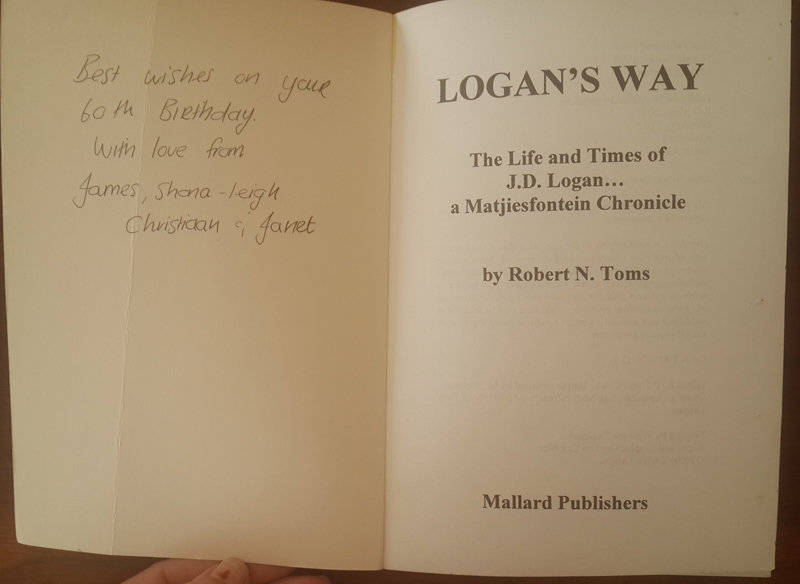 Best wishes on your
60th Birthday.
With love from
James, Shona-Leigh
Christiaan & Janet
LOGAN'S WAY
The Life and Times of
J.D. Logan...
a Matjiesfontein Chronicle
by Robert N. Toms
Mallard Publishers